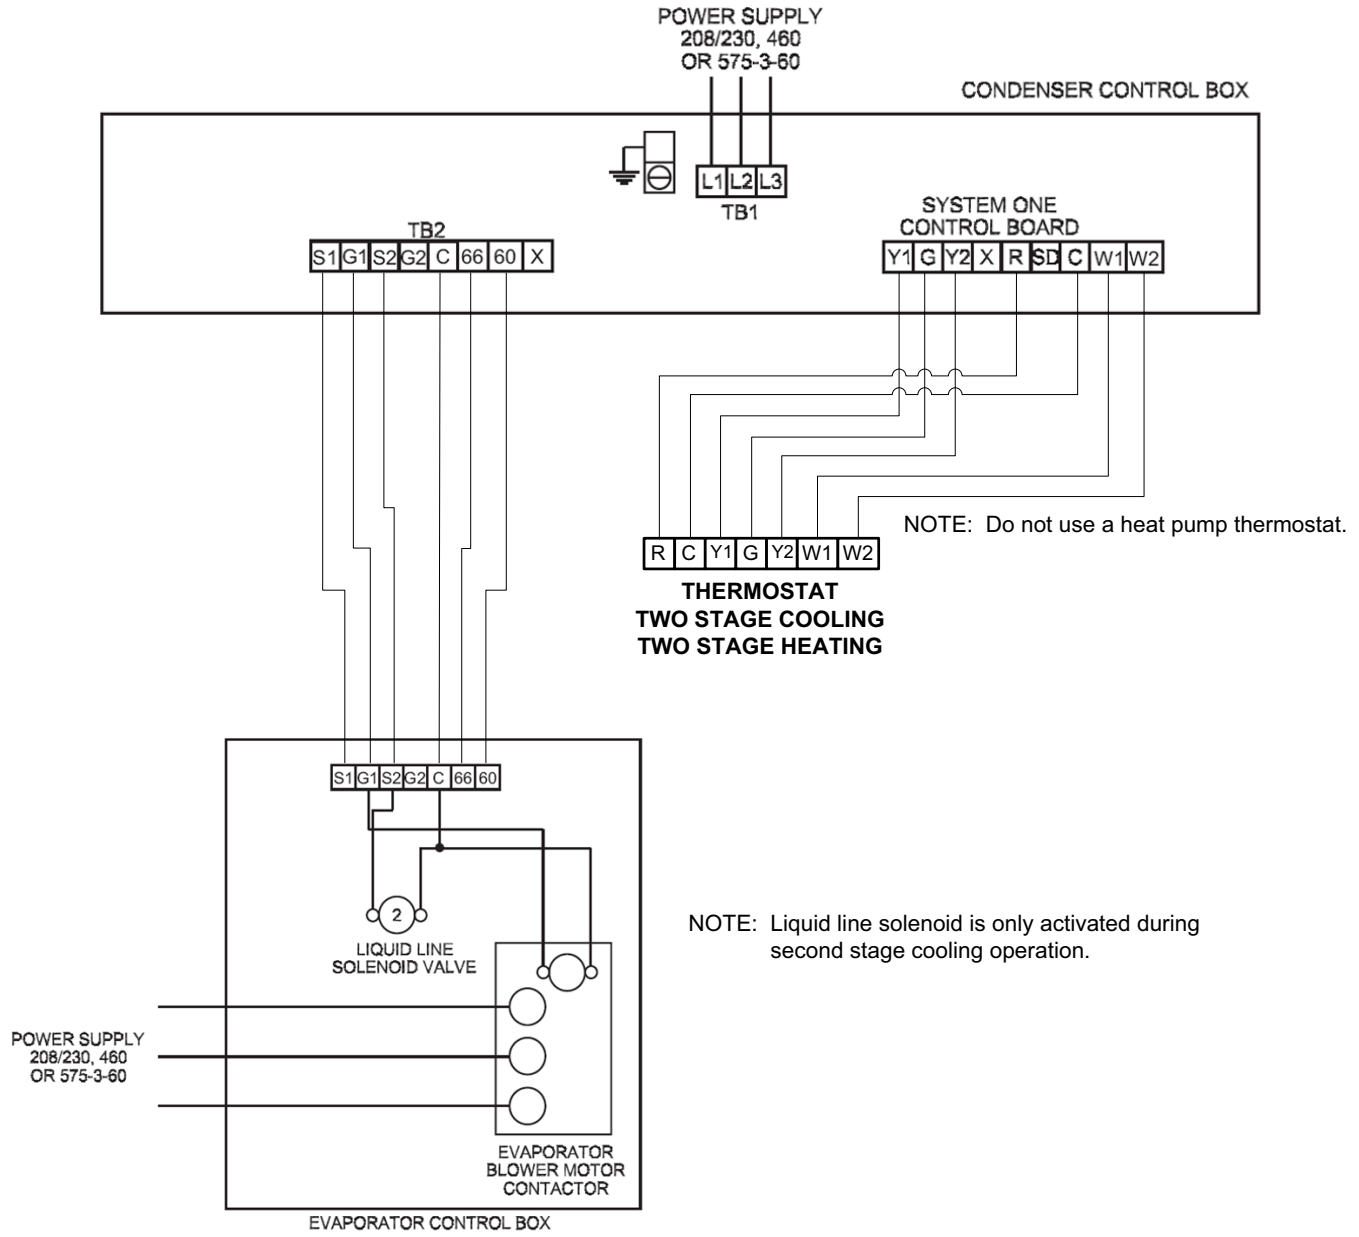 POWER SUPPLY
208/230, 460
OR 575-3-60
CONDENSER CONTROL BOX
L1 L2 L3
TB1
SYSTEM ONE
CONTROL BOARD
TB2
Y1 G Y2 X R SD C W1 W2
S1 G1 S2 G2 C 66 60 X
NOTE: Do not use a heat pump thermostat.
R C Y1 G Y2 W1 W2
THERMOSTAT
TWO STAGE COOLING
TWO STAGE HEATING
S1 G1 S2 G2 C 66 60
2
LIQUID LINE
SOLENOID VALVE
NOTE: Liquid line solenoid is only activated during
second stage cooling operation.
POWER SUPPLY
208/230, 460
OR 575-3-60
EVAPORATOR
BLOWER MOTOR
CONTACTOR
EVAPORATOR CONTROL BOX